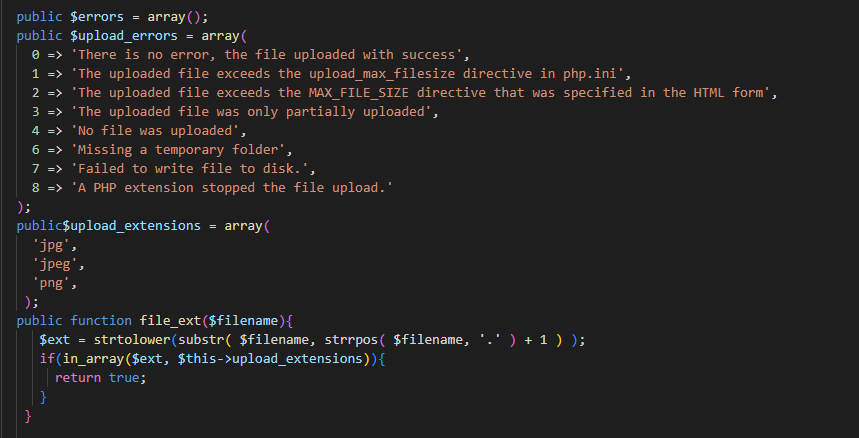 public $errors = array();
public $upload_errors = array(
0 => 'There is no error, the file uploaded with success',
1 => 'The uploaded file exceeds the upload_max_filesize directive in php.ini',
2 => 'The uploaded file exceeds the MAX_FILE_SIZE directive that was specified in the HTML form',
3 => 'The uploaded file was only partially uploaded',
4 => 'No file was uploaded',
6 => 'Missing a temporary folder',
7 => 'Failed to write file to disk.',
8 => 'A PHP extension stopped the file upload.'
);
public$upload_extensions = array(
'jpg',
'jpeg',
'png',
);
public function file_ext($filename){
$ext = strtolower(substr( $filename, strrpos( $filename, '.' ) + 1 ) );
if(in_array($ext, $this->upload_extensions)){
return true;
}
}